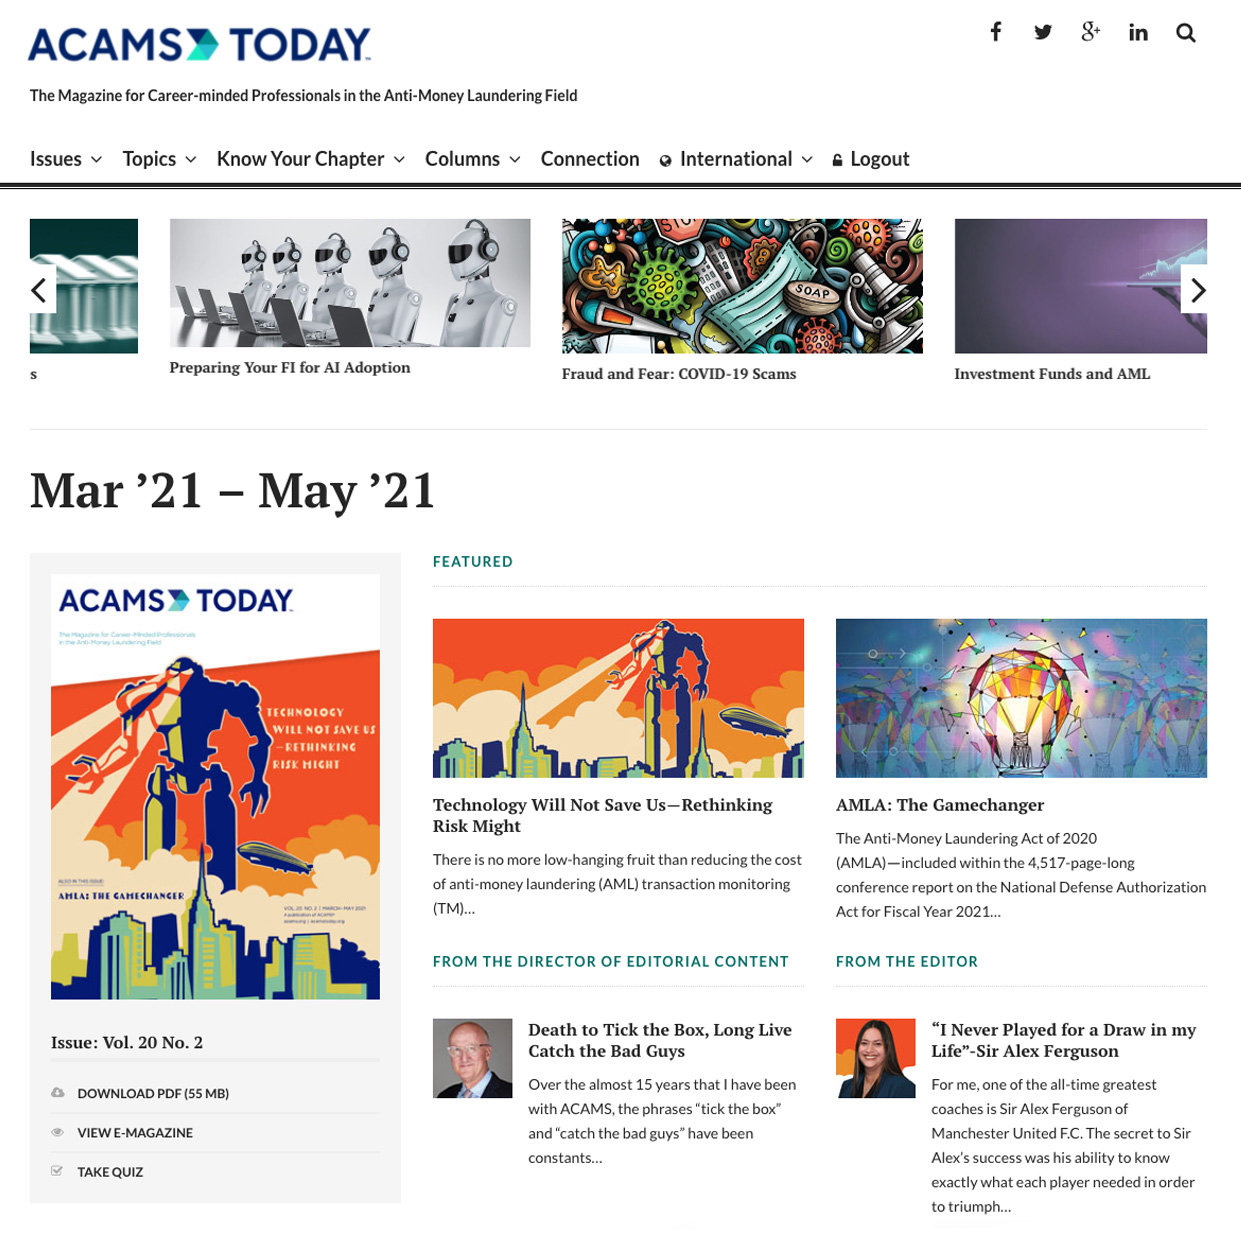 ACAMS TODAY™
The Magazine for Career-minded Professionals in the Anti-Money Laundering Field
Issues
Topics
Know Your Chapter
Columns
Connection
International
Logout
STOP
SOAP
s
Preparing Your FI for AI Adoption
Fraud and Fear: COVID-19 Scams
Investment Funds and AML
Mar ’21 – May ’21
ACAMS TODAY™
The Magazine for Career-Minded Professionals
in the Anti-Money Laundering Field
TECHNOLOGY
WILL NOT SAVE US
—RETHINKING
RISK MIGHT
ALSO IN THIS ISSUE:
AMLA: THE GAMECHANGER
VOL. 20 NO. 2 | MARCH-MAY 2021
A publication of ACAMS®
acams.org | acamstoday.org
Issue: Vol. 20 No. 2
DOWNLOAD PDF (55 MB)
VIEW E-MAGAZINE
TAKE QUIZ
FEATURED
Technology Will Not Save Us—Rethinking
Risk Might
There is no more low-hanging fruit than reducing the cost
of anti-money laundering (AML) transaction monitoring
(TM)...
AMLA: The Gamechanger
The Anti-Money Laundering Act of 2020
(AMLA)—included within the 4,517-page-long
conference report on the National Defense Authorization
Act for Fiscal Year 2021...
FROM THE DIRECTOR OF EDITORIAL CONTENT
Death to Tick the Box, Long Live
Catch the Bad Guys
Over the almost 15 years that I have been
with ACAMS, the phrases “tick the box”
and “catch the bad guys” have been
constants...
FROM THE EDITOR
“I Never Played for a Draw in my
Life”-Sir Alex Ferguson
For me, one of the all-time greatest
coaches is Sir Alex Ferguson of
Manchester United F.C. The secret to Sir
Alex’s success was his ability to know
exactly what each player needed in order
to triumph...